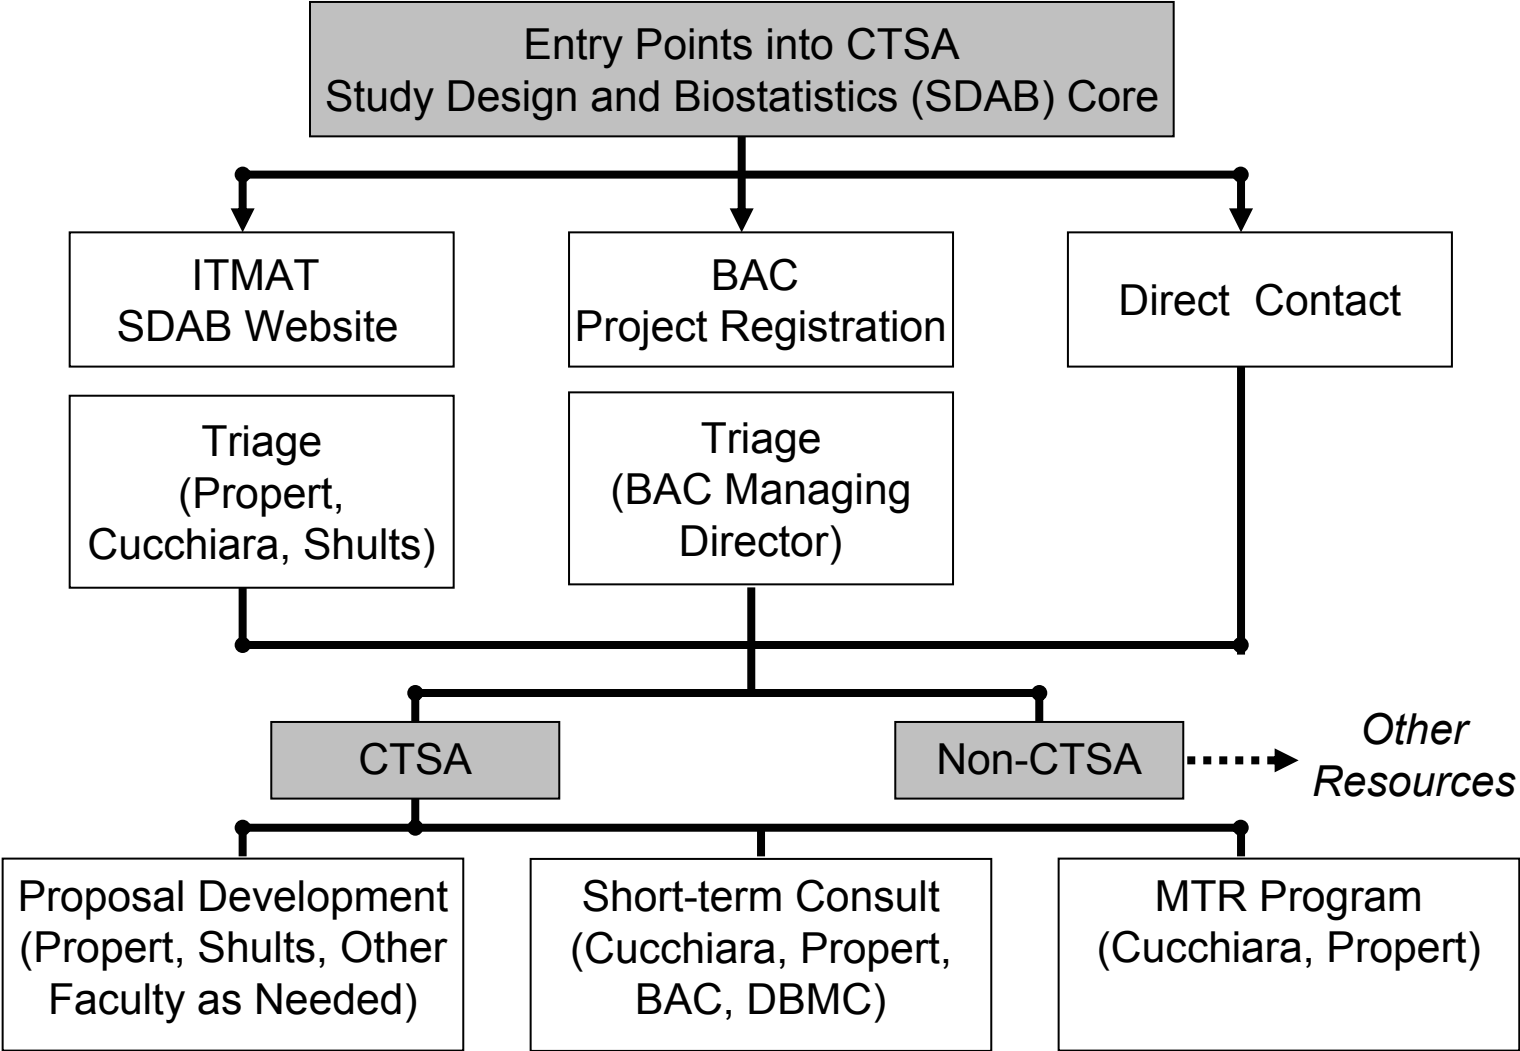 Entry Points into CTSA
Study Design and Biostatistics (SDAB) Core
ITMAT
SDAB Website
BAC
Project Registration
Direct  Contact
Triage
(Propert,
Cucchiara, Shults)
Triage
(BAC Managing
Director)
CTSA
Non-CTSA
Other
Resources
Proposal Development
(Propert, Shults, Other
Faculty as Needed)
Short-term Consult
(Cucchiara, Propert,
BAC, DBMC)
MTR Program
(Cucchiara, Propert)